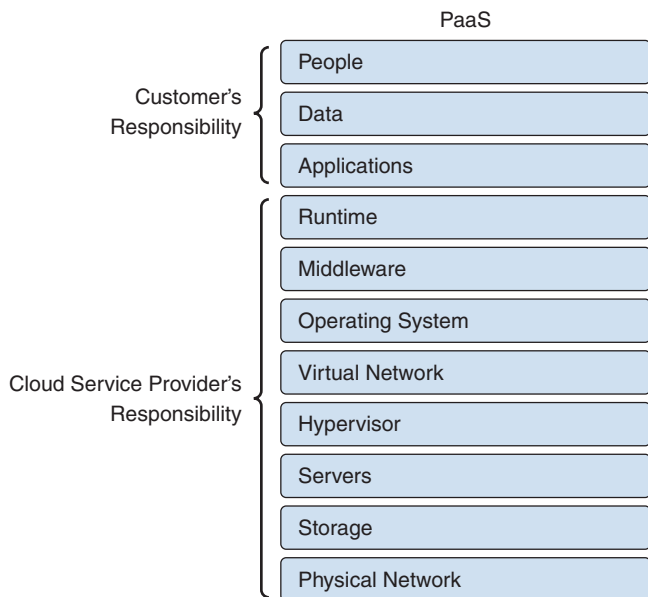 PaaS
People
Customer’s
Responsibility
Data
Applications
Runtime
Middleware
Operating System
Virtual Network
Cloud Service Provider’s
Responsibility
Hypervisor
Servers
Storage
Physical Network